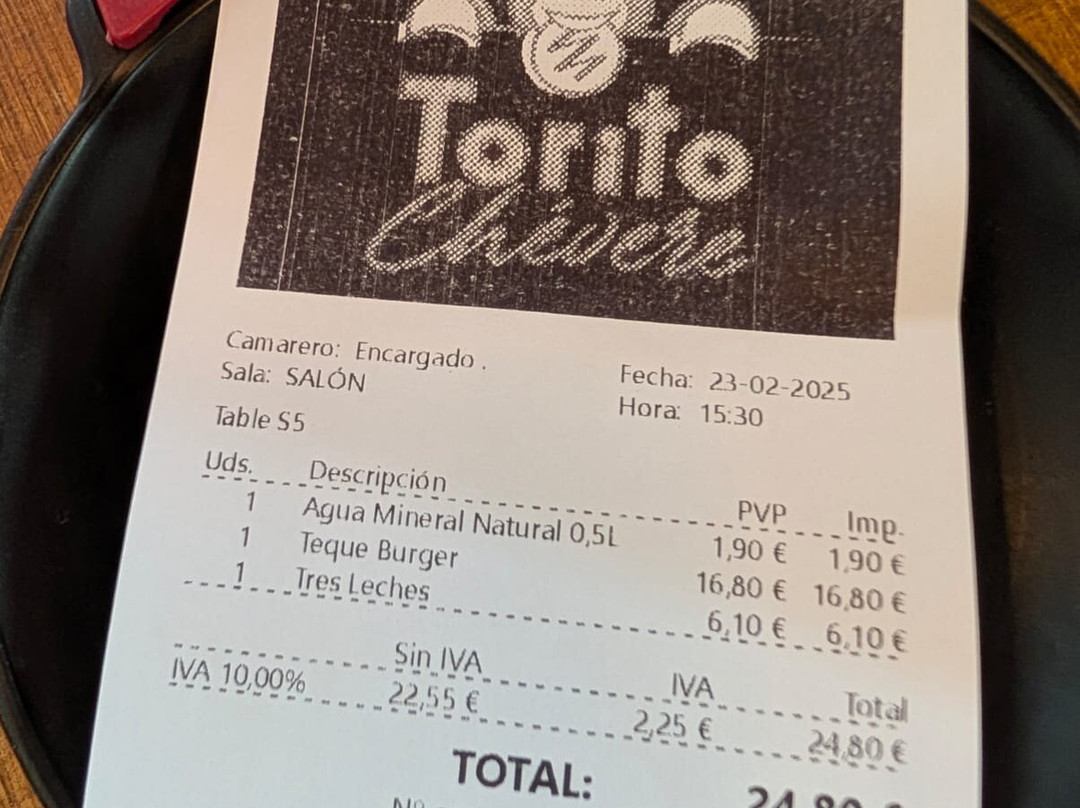 Torito
Chévere
Camarero: Encargado .
Sala: SALÓN
Fecha: 23-02-2025
Hora: 15:30
Table S5
Uds. Descripción PVP Imp.
1 Agua Mineral Natural 0,5L 1,90 € 1,90 €
1 Teque Burger 16,80 € 16,80 €
1 Tres Leches 6,10 € 6,10 €
Sin IVA IVA Total
IVA 10,00% 22,55 € 2,25 € 24,80 €
TOTAL: 24,80 €
Nº